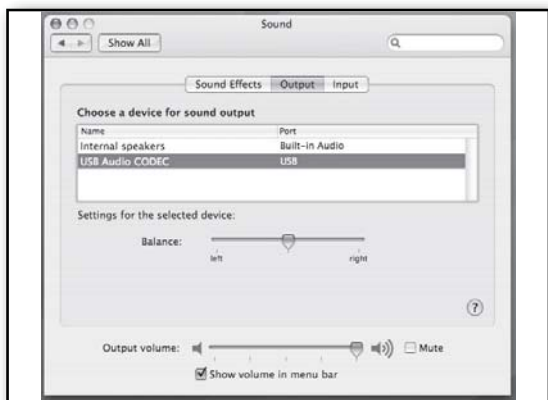 Sound
Show All
Sound Effects Output Input
Choose a device for sound output
Name Port
Internal speakers Built-in Audio
USB Audio CODEC USB
Settings for the selected device:
Balance:
left right
?
Output volume: Mute
Show volume in menu bar